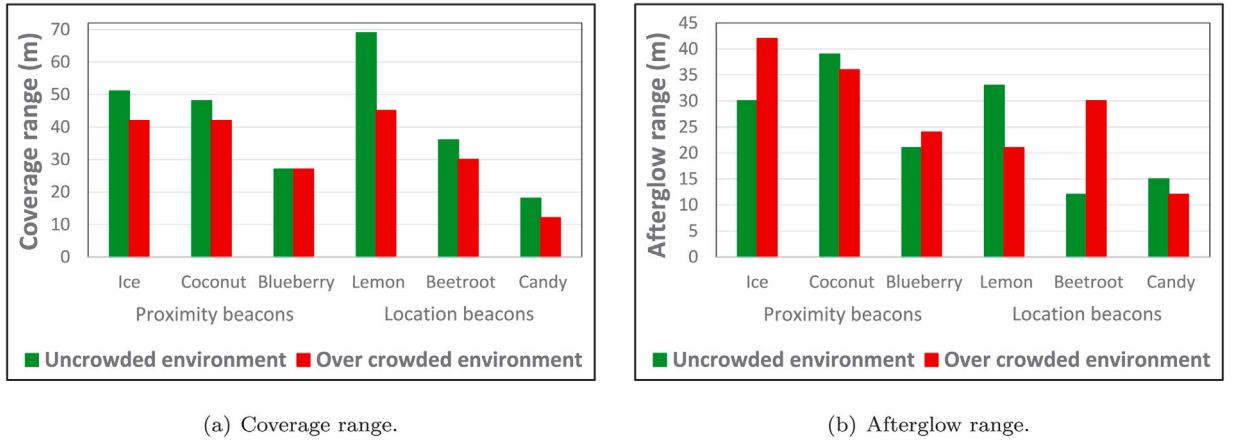 Coverage range (m)
70
60
50
40
30
20
10
0
Ice Coconut Blueberry Lemon Beetroot Candy
Proximity beacons Location beacons
Uncrowded environment Over crowded environment
(a) Coverage range.
Afterglow range (m)
45
40
35
30
25
20
15
10
5
0
Ice Coconut Blueberry Lemon Beetroot Candy
Proximity beacons Location beacons
Uncrowded environment Over crowded environment
(b) Afterglow range.